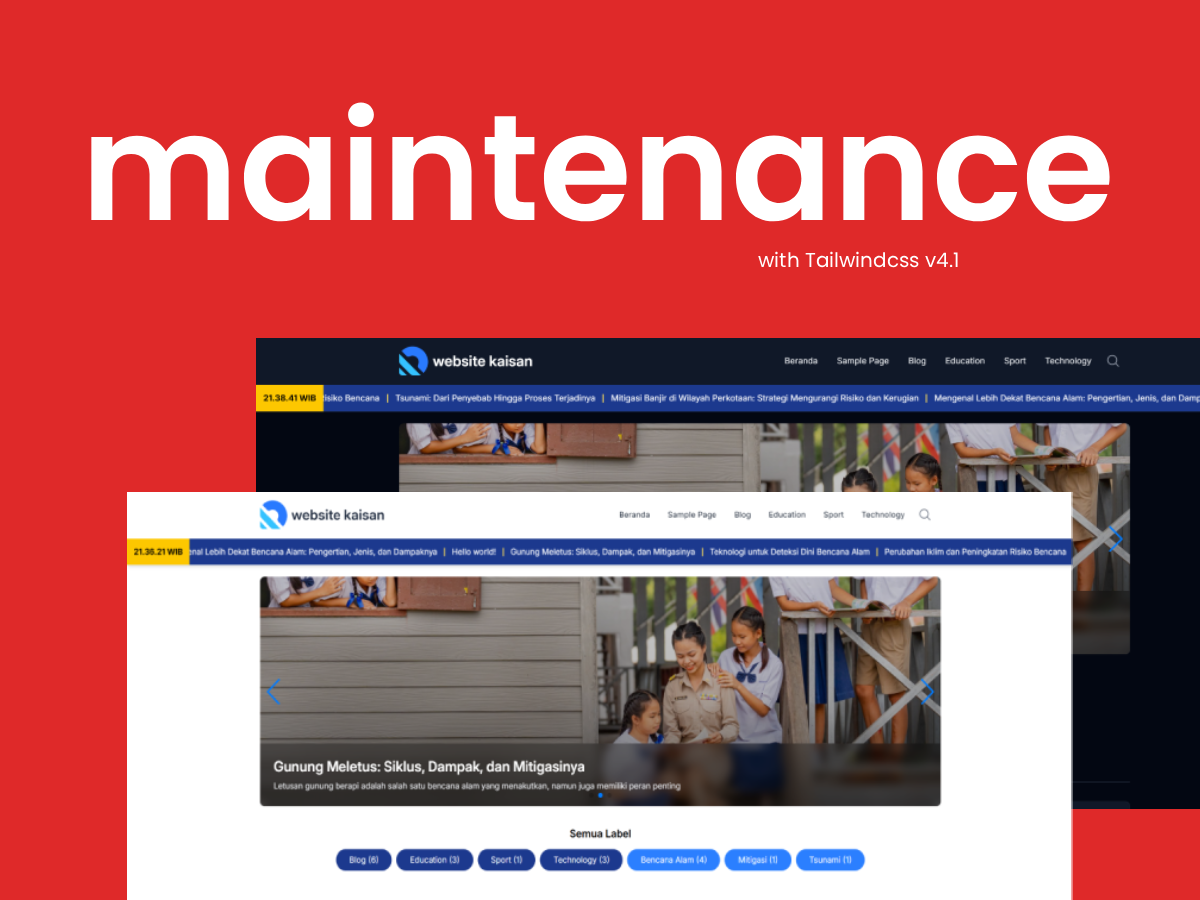 maintenance
with Tailwindcss v4.1
website kaisan
Beranda Sample Page Blog Education Sport Technology
21.38.41 WIB isiko Bencana | Tsunami: Dari Penyebab Hingga Proses Terjadinya | Mitigasi Banjir di Wilayah Perkotaan: Strategi Mengurangi Risiko dan Kerugian | Mengenal Lebih Dekat Bencana Alam: Pengertian, Jenis, dan Damp
website kaisan
Beranda Sample Page Blog Education Sport Technology
21.36.21 WIB enal Lebih Dekat Bencana Alam: Pengertian, Jenis, dan Dampaknya | Hello world! | Gunung Meletus: Siklus, Dampak, dan Mitigasinya | Teknologi untuk Deteksi Dini Bencana Alam | Perubahan Iklim dan Peningkatan Risiko Bencana
Gunung Meletus: Siklus, Dampak, dan Mitigasinya
Letusan gunung berapi adalah salah satu bencana alam yang menakutkan, namun juga memiliki peran penting
Semua Label
Blog (6) Education (3) Sport (1) Technology (3) Bencana Alam (4) Mitigasi (1) Tsunami (1)